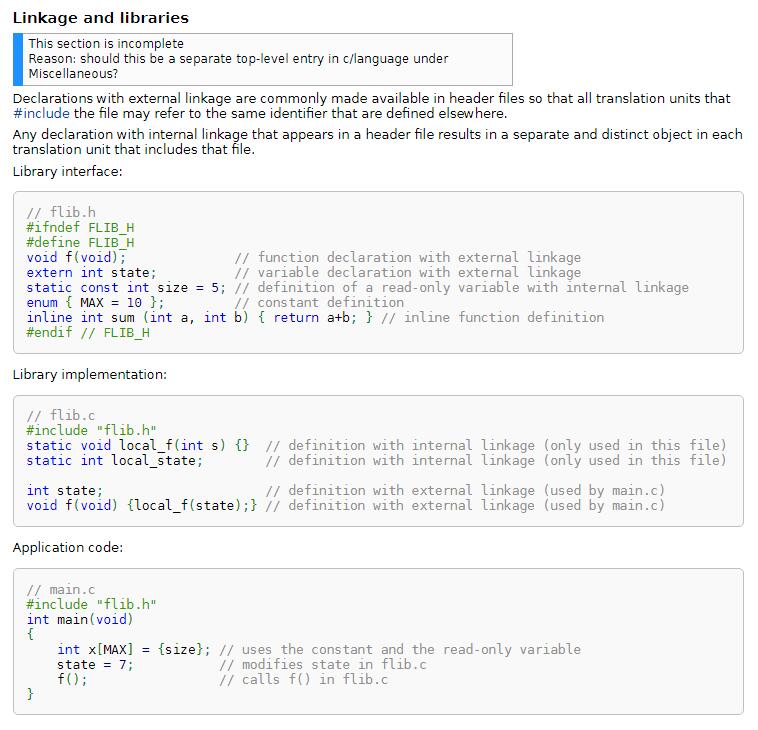 Linkage and libraries
This section is incomplete
Reason: should this be a separate top-level entry in c/language under
Miscellaneous?
Declarations with external linkage are commonly made available in header files so that all translation units that
#include the file may refer to the same identifier that are defined elsewhere.
Any declaration with internal linkage that appears in a header file results in a separate and distinct object in each
translation unit that includes that file.
Library interface:
// flib.h
#ifndef FLIB_H
#define FLIB_H
void f(void);              // function declaration with external linkage
extern int state;          // variable declaration with external linkage
static const int size = 5; // definition of a read-only variable with internal linkage
enum { MAX = 10 };         // constant definition
inline int sum (int a, int b) { return a+b; } // inline function definition
#endif // FLIB_H
Library implementation:
// flib.c
#include "flib.h"
static void local_f(int s) {}  // definition with internal linkage (only used in this file)
static int local_state;        // definition with internal linkage (only used in this file)
int state;                     // definition with external linkage (used by main.c)
void f(void) {local_f(state);} // definition with external linkage (used by main.c)
Application code:
// main.c
#include "flib.h"
int main(void)
{
    int x[MAX] = {size}; // uses the constant and the read-only variable
    state = 7;           // modifies state in flib.c
    f();                 // calls f() in flib.c
}